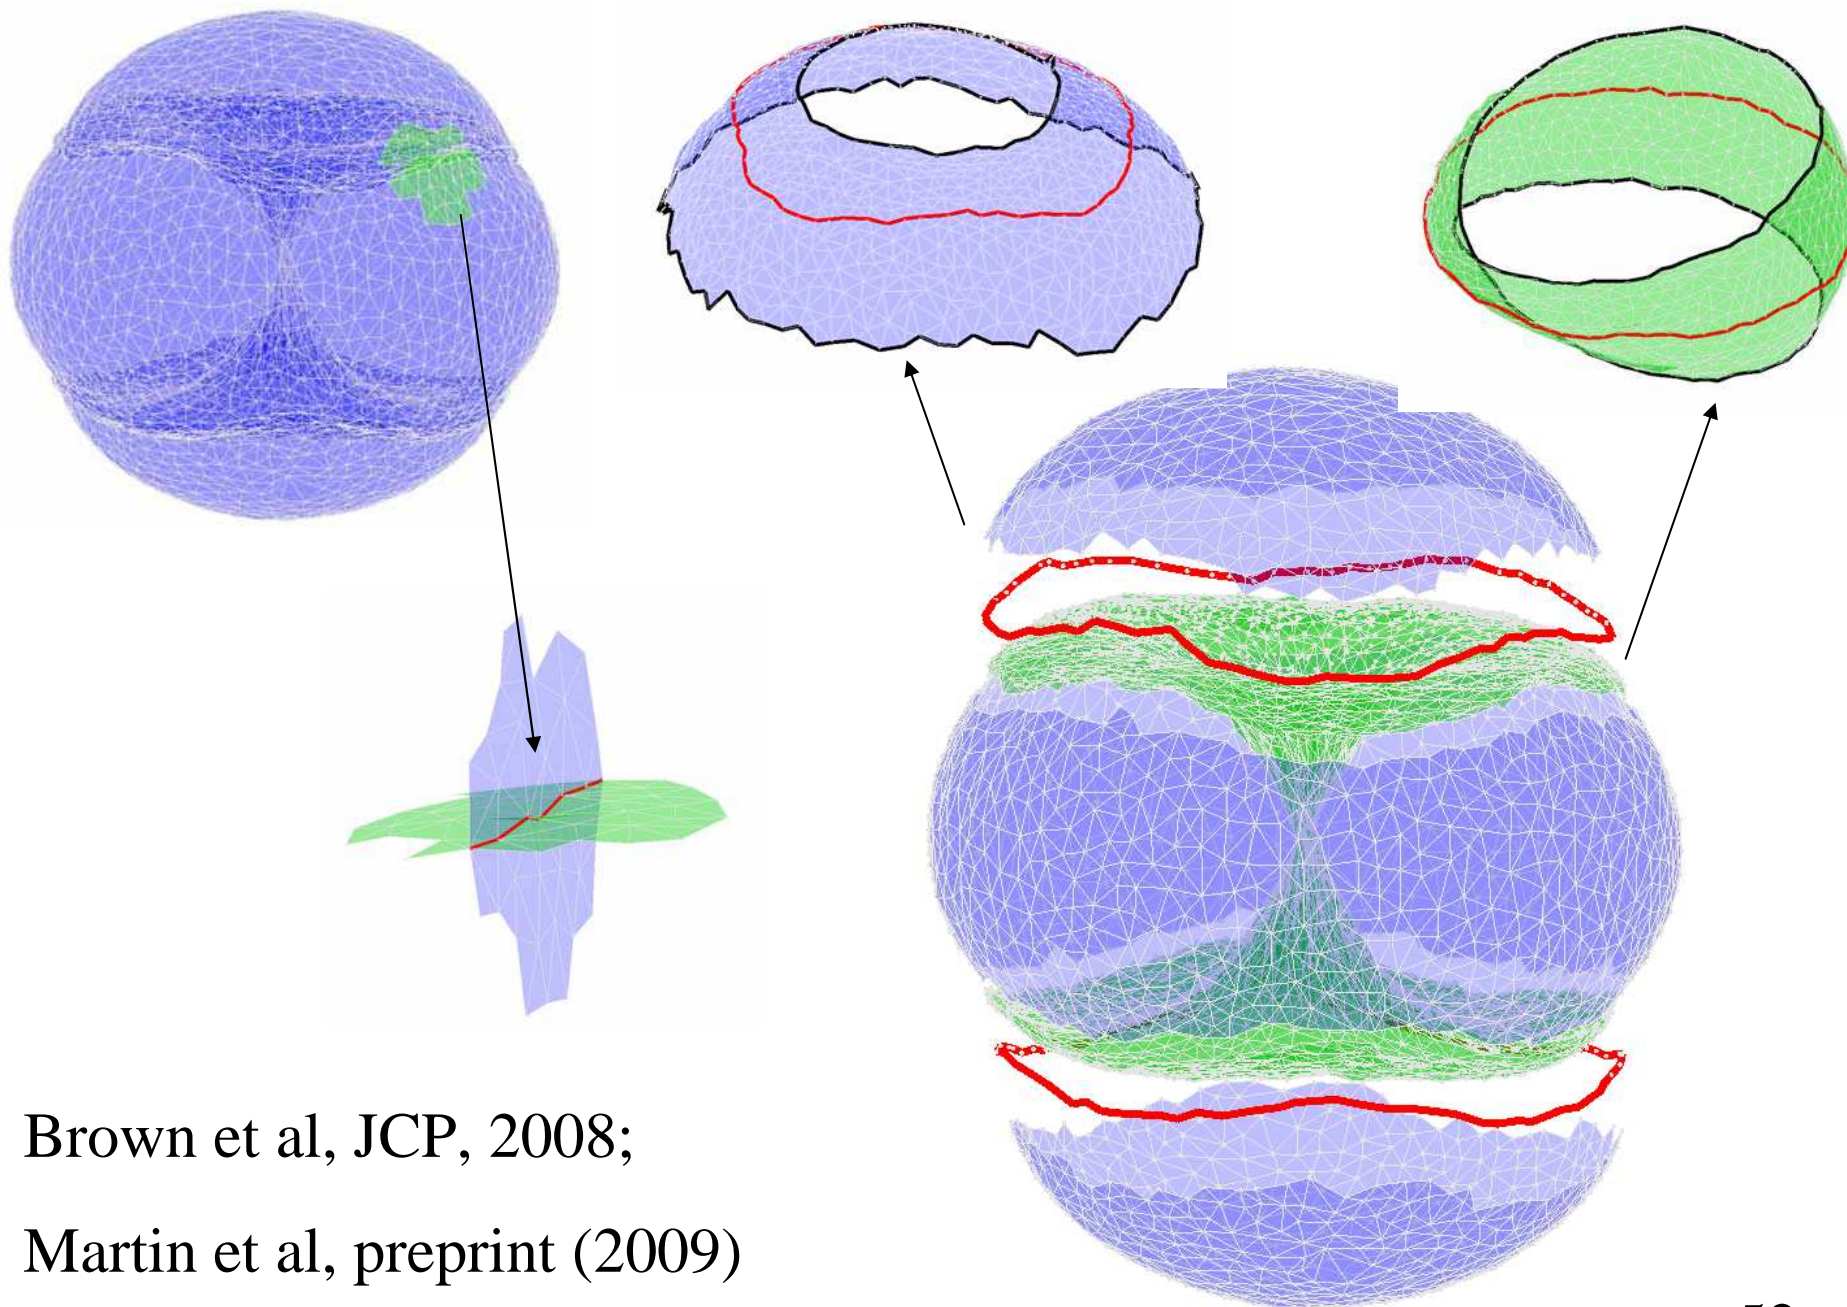 Brown et al, JCP, 2008;
Martin et al, preprint (2009)